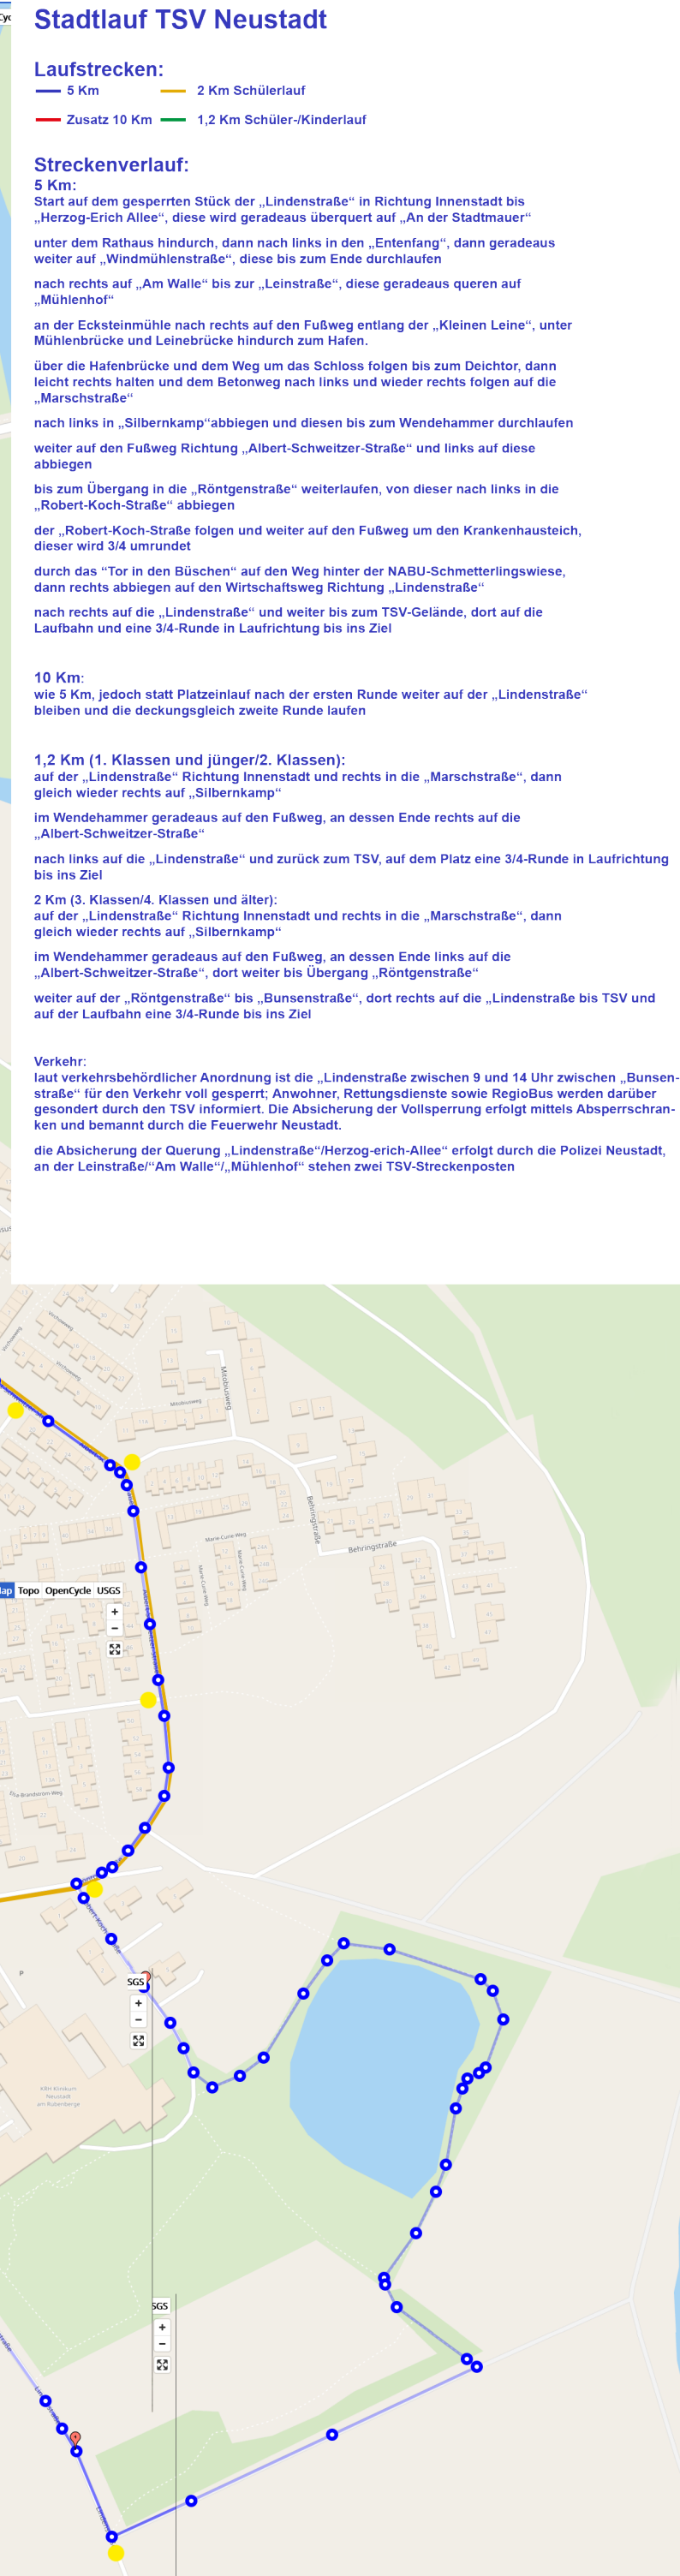 Stadtlauf TSV Neustadt
Laufstrecken:
5 Km
2 Km Schülerlauf
Zusatz 10 Km
1,2 Km Schüler-/Kinderlauf
Streckenverlauf:
5 Km:
Start auf dem gesperrten Stück der „Lindenstraße“ in Richtung Innenstadt bis
„Herzog-Erich Allee“, diese wird geradeaus überquert auf „An der Stadtmauer“
unter dem Rathaus hindurch, dann nach links in den „Entenfang“, dann geradeaus
weiter auf „Windmühlenstraße“, diese bis zum Ende durchlaufen
nach rechts auf „Am Walle“ bis zur „Leinstraße“, diese geradeaus queren auf
„Mühlenhof“
an der Ecksteinmühle nach rechts auf den Fußweg entlang der „Kleinen Leine“, unter
Mühlenbrücke und Leinebrücke hindurch zum Hafen.
über die Hafenbrücke und dem Weg um das Schloss folgen bis zum Deichtor, dann
leicht rechts halten und dem Betonweg nach links und wieder rechts folgen auf die
„Marschstraße“
nach links in „Silbernkamp“abbiegen und diesen bis zum Wendehammer durchlaufen
weiter auf den Fußweg Richtung „Albert-Schweitzer-Straße“ und links auf diese
abbiegen
bis zum Übergang in die „Röntgenstraße“ weiterlaufen, von dieser nach links in die
„Robert-Koch-Straße“ abbiegen
der „Robert-Koch-Straße folgen und weiter auf den Fußweg um den Krankenhausteich,
dieser wird 3/4 umrundet
durch das “Tor in den Büschen“ auf den Weg hinter der NABU-Schmetterlingswiese,
dann rechts abbiegen auf den Wirtschaftsweg Richtung „Lindenstraße“
nach rechts auf die „Lindenstraße“ und weiter bis zum TSV-Gelände, dort auf die
Laufbahn und eine 3/4-Runde in Laufrichtung bis ins Ziel
10 Km:
wie 5 Km, jedoch statt Platzeinlauf nach der ersten Runde weiter auf der „Lindenstraße“
bleiben und die deckungsgleich zweite Runde laufen
1,2 Km (1. Klassen und jünger/2. Klassen):
auf der „Lindenstraße“ Richtung Innenstadt und rechts in die „Marschstraße“, dann
gleich wieder rechts auf „Silbernkamp“
im Wendehammer geradeaus auf den Fußweg, an dessen Ende rechts auf die
„Albert-Schweitzer-Straße“
nach links auf die „Lindenstraße“ und zurück zum TSV, auf dem Platz eine 3/4-Runde in Laufrichtung
bis ins Ziel
2 Km (3. Klassen/4. Klassen und älter):
auf der „Lindenstraße“ Richtung Innenstadt und rechts in die „Marschstraße“, dann
gleich wieder rechts auf „Silbernkamp“
im Wendehammer geradeaus auf den Fußweg, an dessen Ende links auf die
„Albert-Schweitzer-Straße“, dort weiter bis Übergang „Röntgenstraße“
weiter auf der „Röntgenstraße“ bis „Bunsenstraße“, dort rechts auf die „Lindenstraße bis TSV und
auf der Laufbahn eine 3/4-Runde bis ins Ziel
Verkehr:
laut verkehrsbehördlicher Anordnung ist die „Lindenstraße zwischen 9 und 14 Uhr zwischen „Bunsen-
straße“ für den Verkehr voll gesperrt; Anwohner, Rettungsdienste sowie RegioBus werden darüber
gesondert durch den TSV informiert. Die Absicherung der Vollsperrung erfolgt mittels Absperrschran-
ken und bemannt durch die Feuerwehr Neustadt.
die Absicherung der Querung „Lindenstraße“/Herzog-erich-Allee“ erfolgt durch die Polizei Neustadt,
an der Leinstraße/“Am Walle“/„Mühlenhof“ stehen zwei TSV-Streckenposten
Mitobiusweg
Mitobiusweg
Behringstraße
Behringstraße
Marie-Curie-Weg
Marie-Curie-Weg
Marie-Curie-Weg
Topo OpenCycle USGS
+
−
SGS
+
−
P
KRH Klinikum
Neustadt
am Rübenberge
SGS
+
−